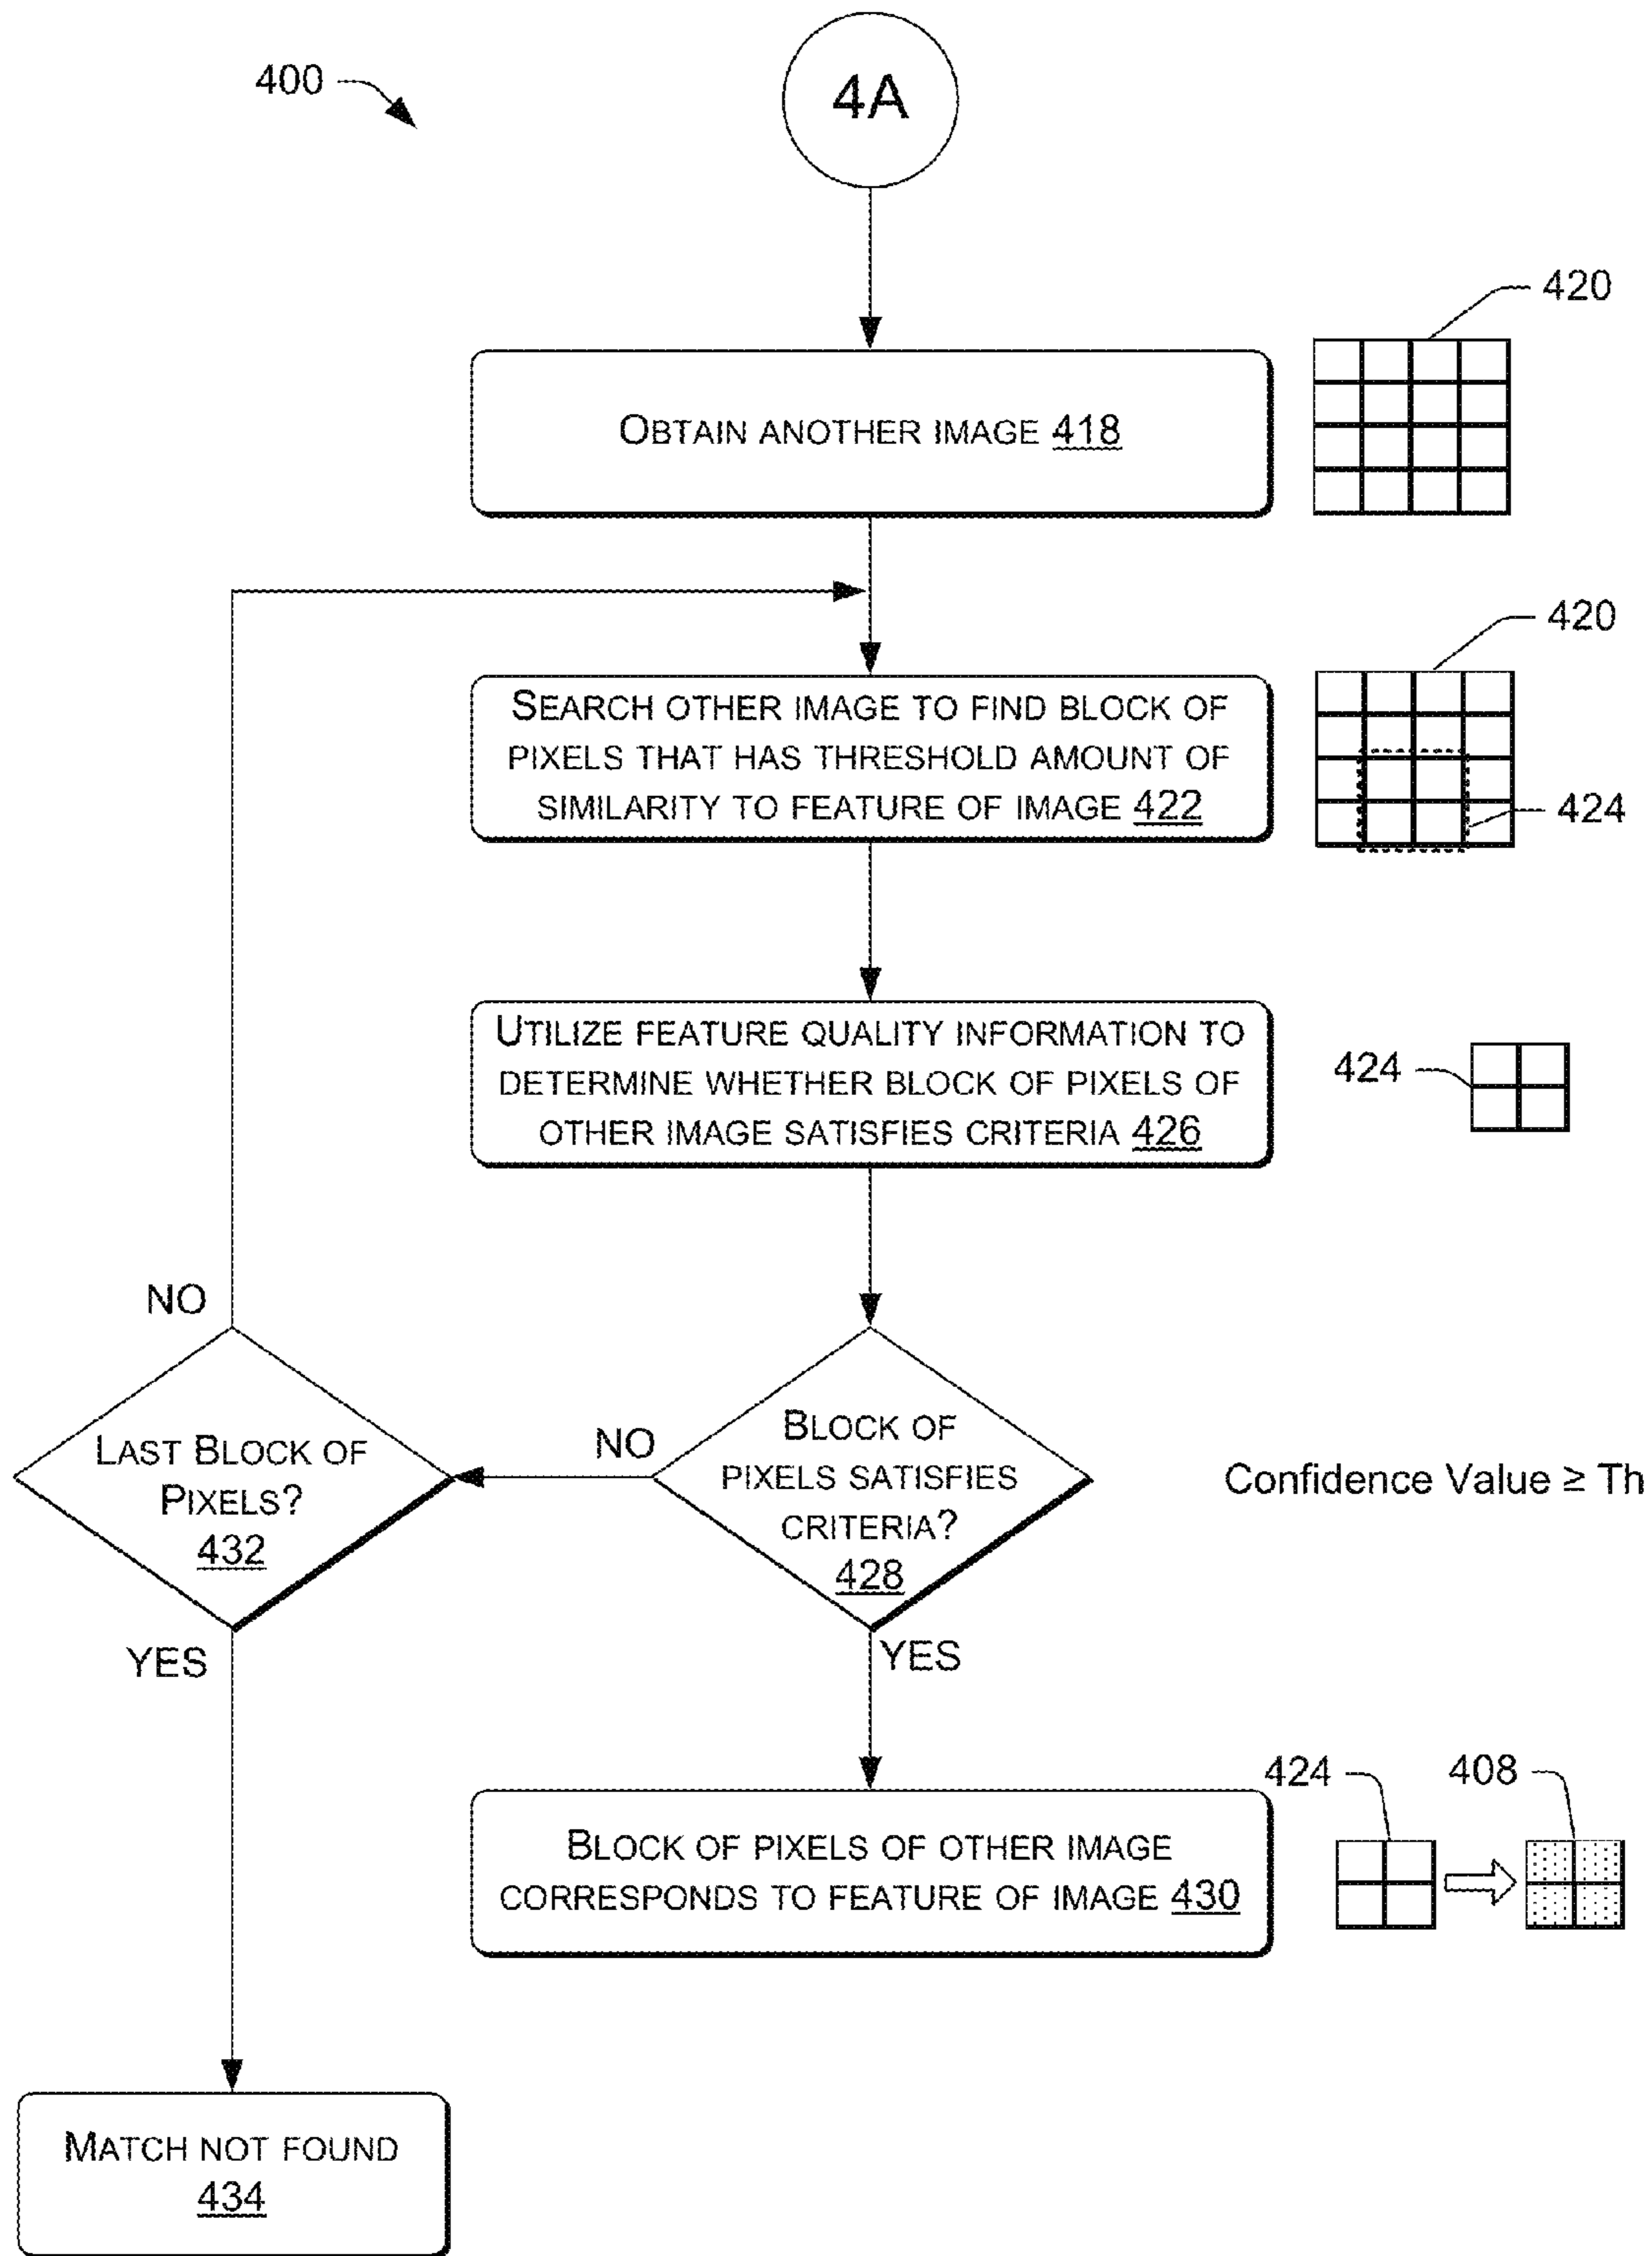 400
4A
420
OBTAIN ANOTHER IMAGE 418
420
SEARCH OTHER IMAGE TO FIND BLOCK OF
PIXELS THAT HAS THRESHOLD AMOUNT OF
SIMILARITY TO FEATURE OF IMAGE 422
424
UTILIZE FEATURE QUALITY INFORMATION TO
DETERMINE WHETHER BLOCK OF PIXELS OF
OTHER IMAGE SATISFIES CRITERIA 426
424
NO
LAST BLOCK OF
PIXELS?
432
NO
BLOCK OF
PIXELS SATISFIES
CRITERIA?
428
Confidence Value ≥ Th
YES
YES
BLOCK OF PIXELS OF OTHER IMAGE
CORRESPONDS TO FEATURE OF IMAGE 430
424
408
MATCH NOT FOUND
434